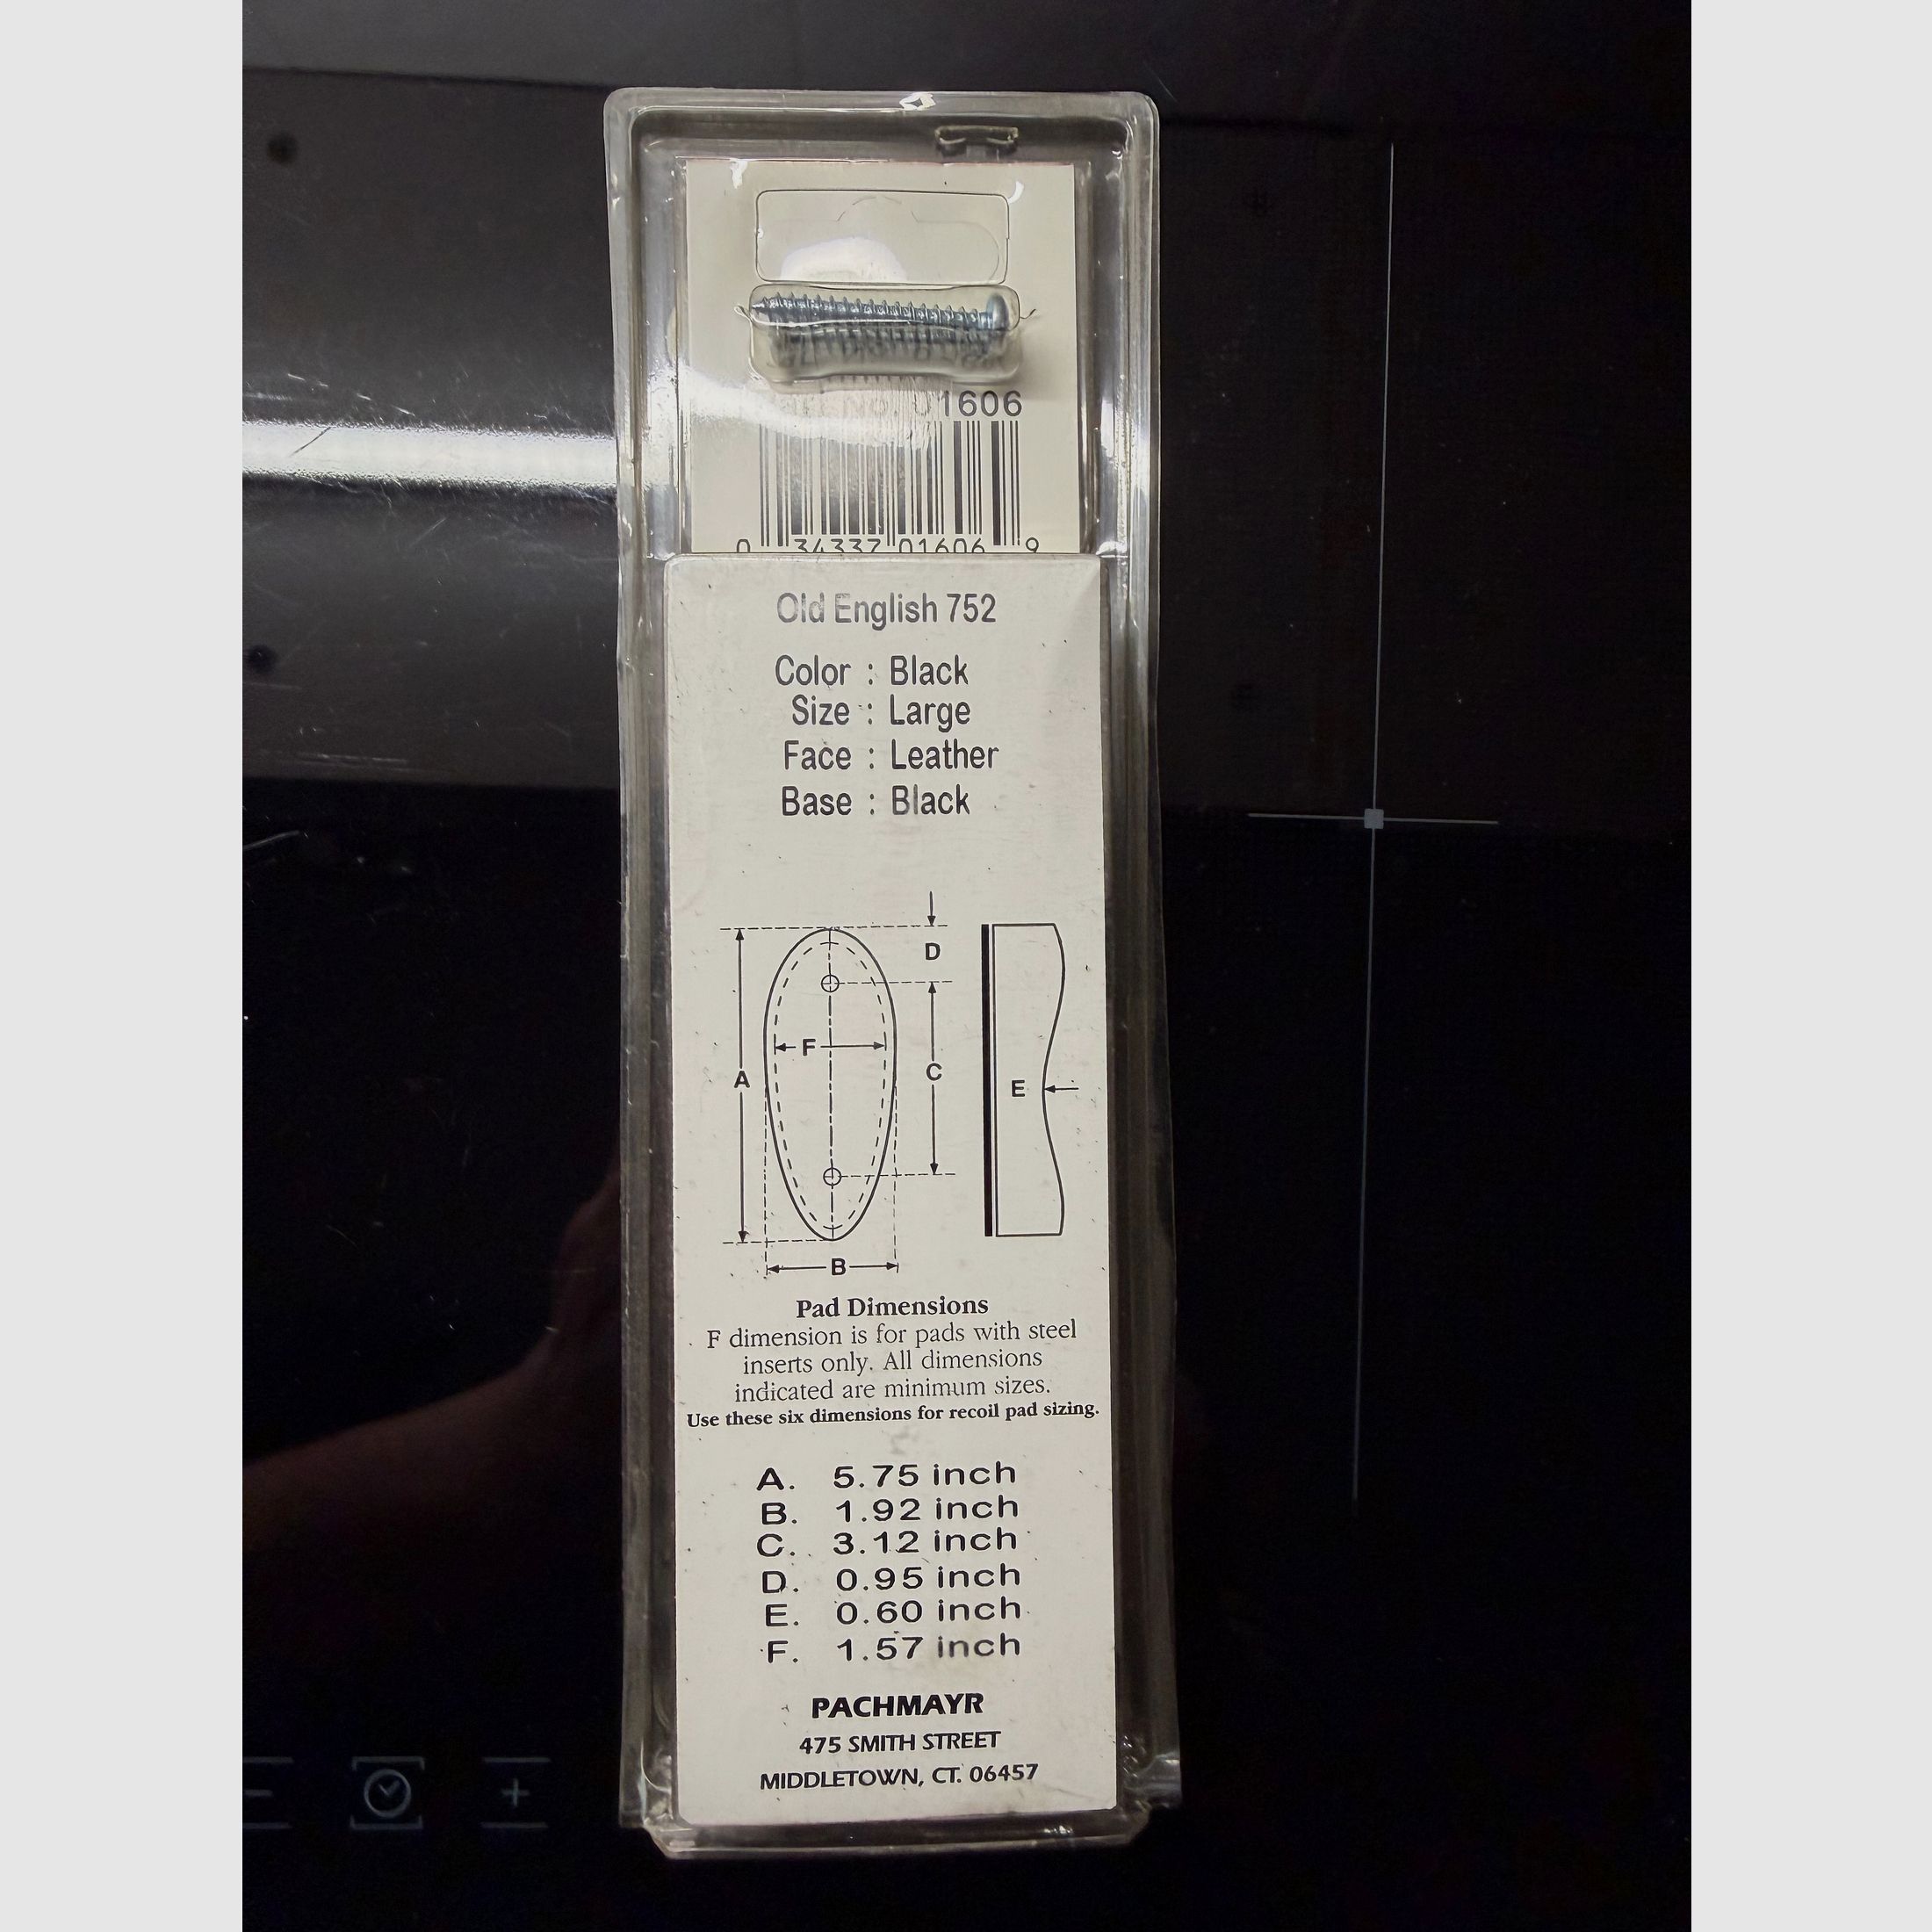 No. 01606
0 34337 01606 9
Old English 752
Color : Black
Size : Large
Face : Leather
Base : Black
D
F
A
C
E
B
Pad Dimensions
F dimension is for pads with steel
inserts only. All dimensions
indicated are minimum sizes.
Use these six dimensions for recoil pad sizing.
A. 5.75 inch
B. 1.92 inch
C. 3.12 inch
D. 0.95 inch
E. 0.60 inch
F. 1.57 inch
PACHMAYR
475 SMITH STREET
MIDDLETOWN, CT. 06457